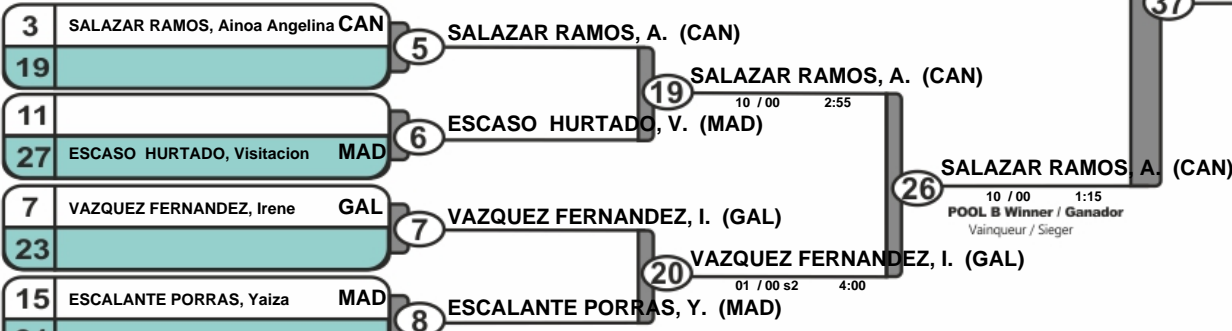 37
3 SALAZAR RAMOS, Ainoa Angelina CAN
19
5 SALAZAR RAMOS, A. (CAN)
19 SALAZAR RAMOS, A. (CAN)
10 / 00 2:55
11
27 ESCASO HURTADO, Visitacion MAD
6 ESCASO HURTADO, V. (MAD)
26 SALAZAR RAMOS, A. (CAN)
10 / 00 1:15
POOL B Winner / Ganador
Vainqueur / Sieger
7 VAZQUEZ FERNANDEZ, Irene GAL
23
7 VAZQUEZ FERNANDEZ, I. (GAL)
20 VAZQUEZ FERNANDEZ, I. (GAL)
01 / 00 s2 4:00
15 ESCALANTE PORRAS, Yaiza MAD
8 ESCALANTE PORRAS, Y. (MAD)